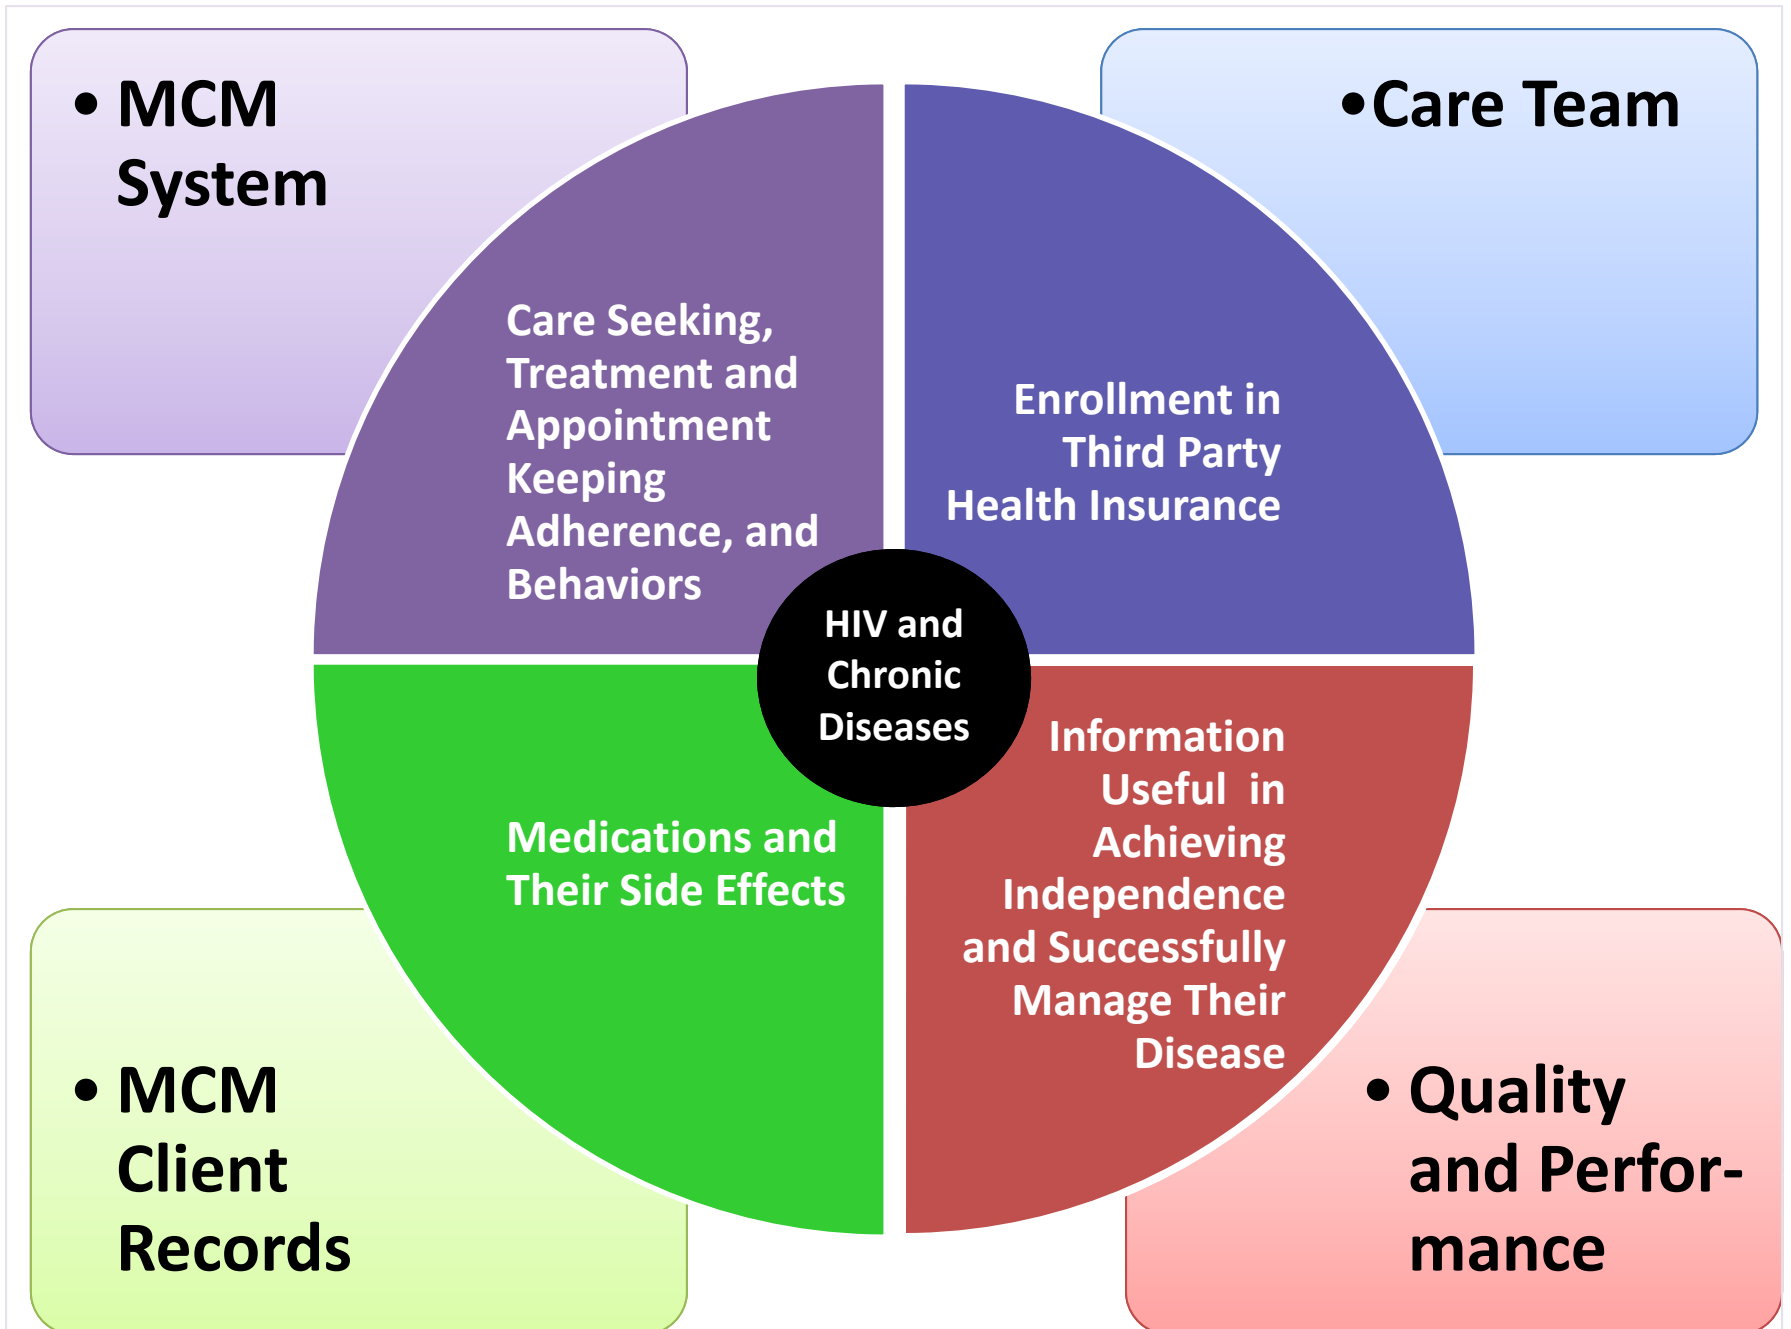 • MCM
System
•Care Team
Care Seeking,
Treatment and
Appointment
Keeping
Adherence, and
Behaviors
Enrollment in
Third Party
Health Insurance
HIV and
Chronic
Diseases
Medications and
Their Side Effects
Information
Useful  in
Achieving
Independence
and Successfully
Manage Their
Disease
• MCM
Client
Records
• Quality
and Perfor-
mance